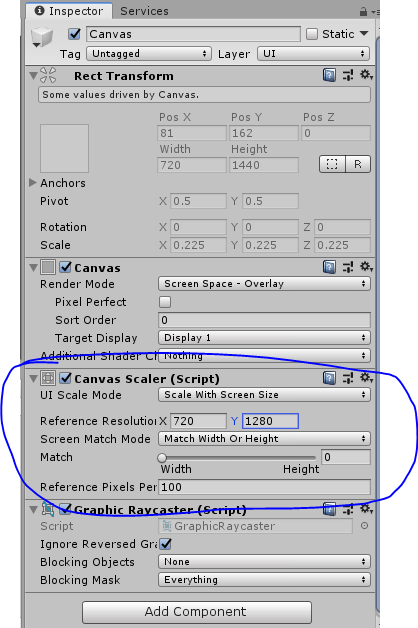 Inspector Services
Canvas Static
Tag Untagged Layer UI
Rect Transform
Some values driven by Canvas.
Pos X Pos Y Pos Z
81 162 0
Width Height
720 1440
R
Anchors
Pivot X 0.5 Y 0.5
Rotation X 0 Y 0 Z 0
Scale X 0.225 Y 0.225 Z 0.225
Canvas
Render Mode Screen Space - Overlay
Pixel Perfect
Sort Order 0
Target Display Display 1
Additional Shader Cl Nothing
Canvas Scaler (Script)
UI Scale Mode Scale With Screen Size
Reference Resolution X 720 Y 1280
Screen Match Mode Match Width Or Height
Match 0
Width Height
Reference Pixels Per 100
Graphic Raycaster (Script)
Script GraphicRaycaster
Ignore Reversed Gra
Blocking Objects None
Blocking Mask Everything
Add Component